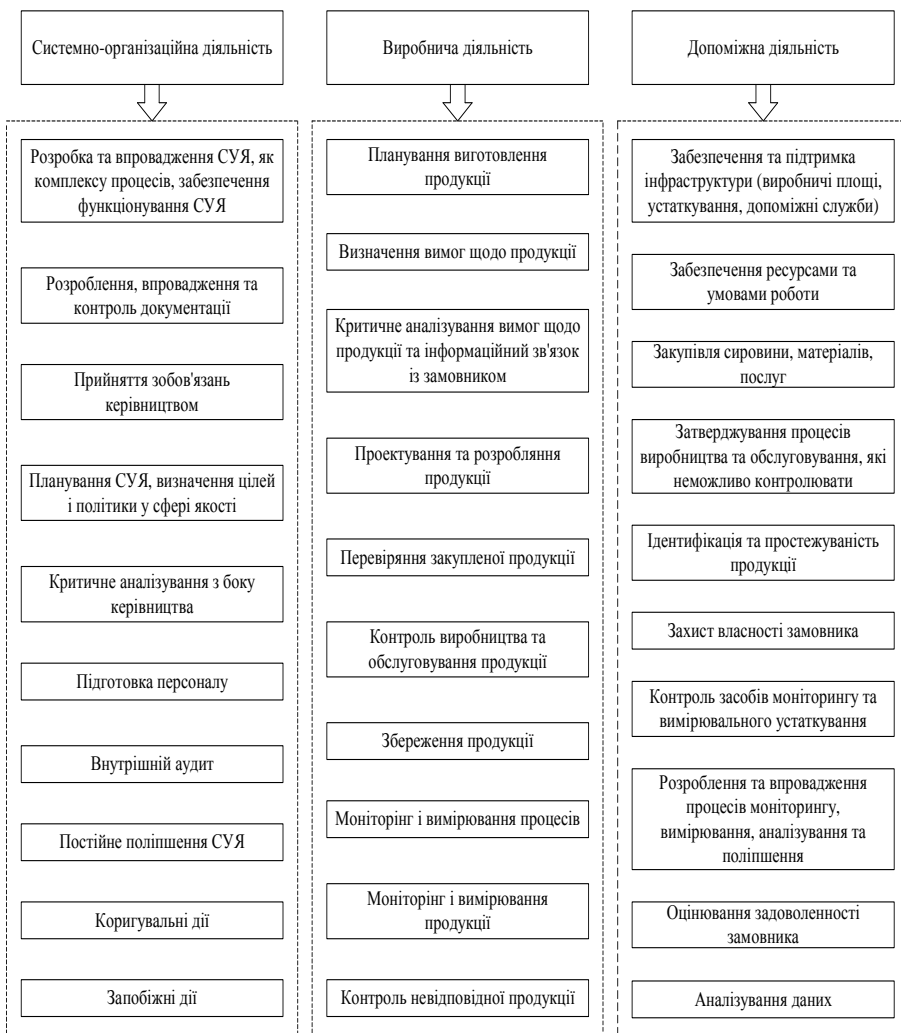 Системно-організаційна діяльність
Розробка та впровадження СУЯ, як
комплексу процесів, забезпечення
функціонування СУЯ
Розроблення, впровадження та
контроль документації
Прийняття зобов'язань
керівництвом
Планування СУЯ, визначення цілей
і політики у сфері якості
Критичне аналізування з боку
керівництва
Підготовка персоналу
Внутрішній аудит
Постійне поліпшення СУЯ
Коригувальні дії
Запобіжні дії
Виробнича діяльність
Планування виготовлення
продукції
Визначення вимог щодо продукції
Критичне аналізування вимог щодо
продукції та інформаційний зв'язок
із замовником
Проектування та розробляння
продукції
Перевіряння закупленої продукції
Контроль виробництва та
обслуговування продукції
Збереження продукції
Моніторінг і вимірювання процесів
Моніторінг і вимірювання
продукції
Контроль невідповідної продукції
Допоміжна діяльність
Забезпечення та підтримка
інфраструктури (виробничі площі,
устаткування, допоміжні служби)
Забезпечення ресурсами та
умовами роботи
Закупівля сировини, матеріалів,
послуг
Затверджування процесів
виробництва та обслуговування, які
неможливо контролювати
Ідентифікація та простежуваність
продукції
Захист власності замовника
Контроль засобів моніторингу та
вимірювального устаткування
Розроблення та впровадження
процесів моніторингу,
вимірювання, аналізування та
поліпшення
Оцінювання задоволенності
замовника
Аналізування даних